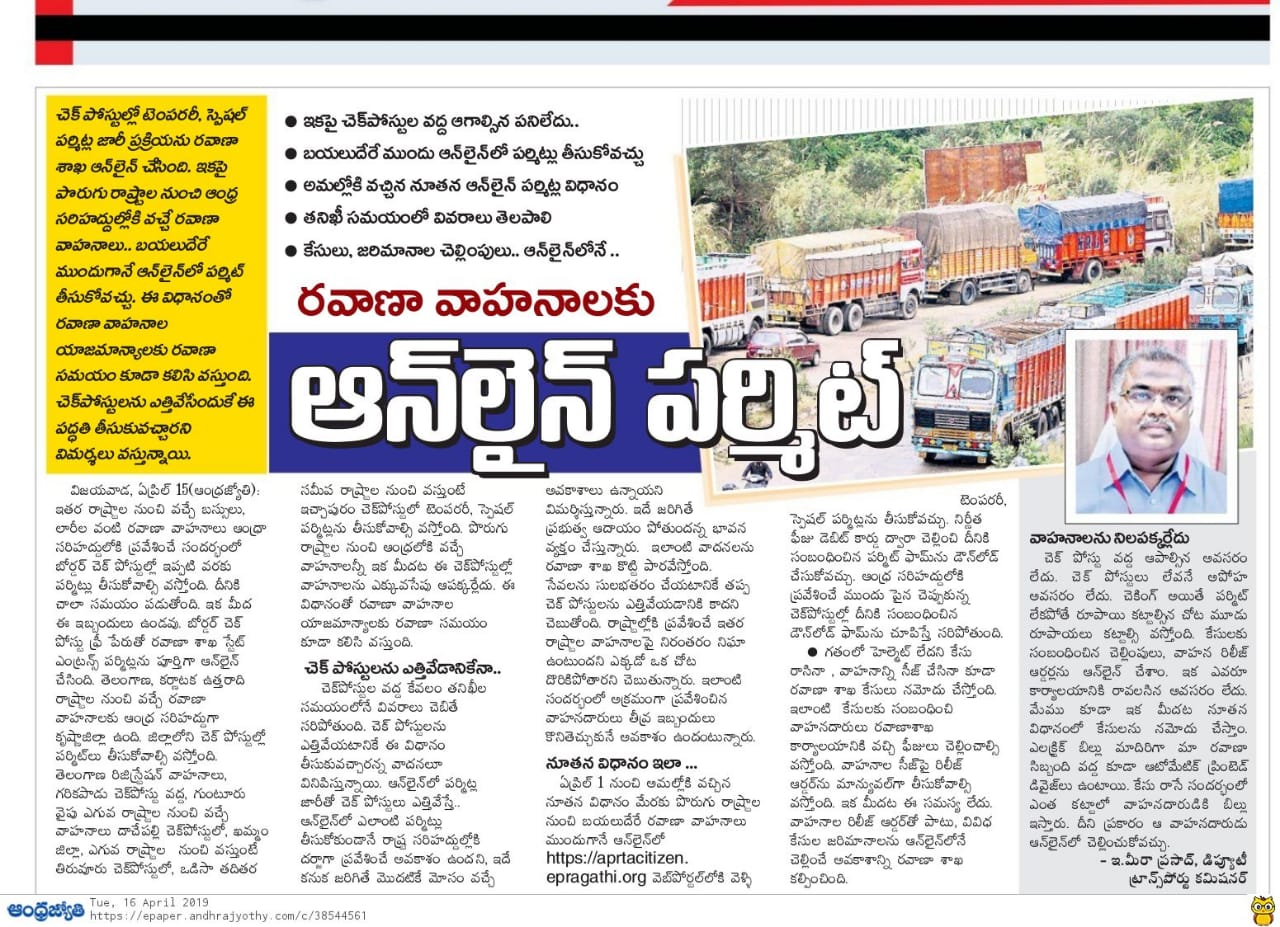 చెక్ పోస్టుల్లో టెంపరరీ, స్పెషల్
పర్మిట్ల జారీ ప్రక్రియను రవాణా
శాఖ ఆన్‌లైన్ చేసింది. ఇకపై
పొరుగు రాష్ట్రాల నుంచి ఆంధ్ర
సరిహద్దుల్లోకి వచ్చే రవాణా
వాహనాలు.. బయలుదేరే
ముందుగానే ఆన్‌లైన్‌లో పర్మిట్
తీసుకోవచ్చు. ఈ విధానంతో
రవాణా వాహనాల
యాజమాన్యాలకు రవాణా
సమయం కూడా కలిసి వస్తుంది.
చెక్‌పోస్టులను ఎత్తివేసేందుకే ఈ
పద్ధతి తీసుకువచ్చారని
విమర్శలు వస్తున్నాయి.
● ఇకపై చెక్‌పోస్టుల వద్ద ఆగాల్సిన పనిలేదు..
● బయలుదేరే ముందు ఆన్‌లైన్‌లో పర్మిట్లు తీసుకోవచ్చు
● అమల్లోకి వచ్చిన నూతన ఆన్‌లైన్ పర్మిట్ల విధానం
● తనిఖీ సమయంలో వివరాలు తెలపాలి
● కేసులు, జరిమానాల చెల్లింపులు.. ఆన్‌లైన్‌లోనే ..
రవాణా వాహనాలకు
ఆన్‌లైన్ పర్మిట్
విజయవాడ, ఏప్రిల్ 15(ఆంధ్రజ్యోతి):
ఇతర రాష్ట్రాల నుంచి వచ్చే బస్సులు,
లారీల వంటి రవాణా వాహనాలు ఆంధ్రా
సరిహద్దులోకి ప్రవేశించే సందర్భంలో
బోర్డర్ చెక్ పోస్టుల్లో ఇప్పటి వరకు
పర్మిట్లు తీసుకోవాల్సి వస్తోంది. దీనికి
చాలా సమయం పడుతోంది. ఇక మీద
ఈ ఇబ్బందులు ఉండవు. బోర్డర్ చెక్
పోస్టు ఫ్రీ పేరుతో రవాణా శాఖ స్టేట్
ఎంట్రన్స్ పర్మిట్లను పూర్తిగా ఆన్‌లైన్
చేసింది. తెలంగాణ, కర్ణాటక ఉత్తరాది
రాష్ట్రాల నుంచి వచ్చే రవాణా
వాహనాలకు ఆంధ్ర సరిహద్దుగా
కృష్ణాజిల్లా ఉంది. జిల్లాలోని చెక్ పోస్టుల్లో
పర్మిట్‌లు తీసుకోవాల్సి వస్తోంది.
తెలంగాణ రిజిస్ట్రేషన్ వాహనాలు,
గరికపాడు చెక్‌పోస్టు వద్ద, గుంటూరు
వైపు ఎగువ రాష్ట్రాల నుంచి వచ్చే
వాహనాలు దాచేపల్లి చెక్‌పోస్టులో, ఖమ్మం
జిల్లా, ఎగువ రాష్ట్రాల నుంచి వస్తుంటే
తిరువూరు చెక్‌పోస్టులో, ఒడిసా తదితర
సమీప రాష్ట్రాల నుంచి వస్తుంటే
ఇచ్ఛాపురం చెక్‌పోస్టులో టెంపరరీ, స్పెషల్
పర్మిట్లను తీసుకోవాల్సి వస్తోంది. పొరుగు
రాష్ట్రాల నుంచి ఆంధ్రలోకి వచ్చే
వాహనాలన్నీ ఇక మీదట ఈ చెక్‌పోస్టుల్లో
వాహనాలను ఎక్కువసేపు ఆపక్కర్లేదు. ఈ
విధానంతో రవాణా వాహనాల
యాజమాన్యాలకు రవాణా సమయం
కూడా కలిసి వస్తుంది.
చెక్ పోస్టులను ఎత్తివేడానికేనా..
చెక్‌పోస్టుల వద్ద కేవలం తనిఖీల
సమయంలోనే వివరాలు చెబితే
సరిపోతుంది. చెక్ పోస్టులను
ఎత్తివేయటానికే ఈ విధానం
తీసుకువచ్చారన్న వాదనలూ
వినిపిస్తున్నాయి. ఆన్‌లైన్‌లో పర్మిట్ల
జారీతో చెక్ పోస్టులు ఎత్తివేస్తే..
ఆన్‌లైన్‌లో ఎలాంటి పర్మిట్లు
తీసుకోకుండానే రాష్ట్ర సరిహద్దుల్లోకి
దర్జాగా ప్రవేశించే అవకాశం ఉందని, ఇదే
కనుక జరిగితే మొదటికే మోసం వచ్చే
అవకాశాలు ఉన్నాయని
విమర్శిస్తున్నారు. ఇదే జరిగితే
ప్రభుత్వ ఆదాయం పోతుందన్న భావన
వ్యక్తం చేస్తున్నారు. ఇలాంటి వాదనలను
రవాణా శాఖ కొట్టి పారవేస్తోంది.
సేవలను సులభతరం చేయటానికే తప్ప
చెక్ పోస్టులను ఎత్తివేయడానికి కాదని
చెబుతోంది. రాష్ట్రాల్లోకి ప్రవేశించే ఇతర
రాష్ట్రాల వాహనాలపై నిరంతరం నిఘా
ఉంటుందని ఎక్కడో ఒక చోట
దొరికిపోతారని చెబుతున్నారు. ఇలాంటి
సందర్భంలో అక్రమంగా ప్రవేశించిన
వాహనదారులు తీవ్ర ఇబ్బందులు
కొనితెచ్చుకునే అవకాశం ఉందంటున్నారు.
నూతన విధానం ఇలా ...
ఏప్రిల్ 1 నుంచి అమల్లోకి వచ్చిన
నూతన విధానం మేరకు పొరుగు రాష్ట్రాల
నుంచి బయలుదేరే రవాణా వాహనాలు
ముందుగానే ఆన్‌లైన్‌లో
https://aprtacitizen.
epragathi.org వెబ్‌పోర్టల్‌లోకి వెళ్ళి
టెంపరరీ,
స్పెషల్ పర్మిట్లను తీసుకోవచ్చు. నిర్ణీత
ఫీజు డెబిట్ కార్డు ద్వారా చెల్లించి దీనికి
సంబంధించిన పర్మిట్ ఫామ్‌ను డౌన్‌లోడ్
చేసుకోవచ్చు. ఆంధ్ర సరిహద్దులోకి
ప్రవేశించే ముందు పైన చెప్పుకున్న
చెక్‌పోస్టుల్లో దీనికి సంబంధించిన
డౌన్‌లోడ్ ఫామ్‌ను చూపిస్తే సరిపోతుంది.
● గతంలో హెల్మెట్ లేదని కేసు
రాసినా , వాహనాన్ని సీజ్ చేసినా కూడా
రవాణా శాఖ కేసులు నమోదు చేస్తోంది.
ఇలాంటి కేసులకు సంబంధించి
వాహనదారులు రవాణాశాఖ
కార్యాలయానికి వచ్చి ఫీజులు చెల్లించాల్సి
వస్తోంది. వాహనాల సీజ్‌పై రిలీజ్
ఆర్డర్‌ను మాన్యువల్‌గా తీసుకోవాల్సి
వస్తోంది. ఇక మీదట ఈ సమస్య లేదు.
వాహనాల రిలీజ్ ఆర్డర్‌తో పాటు, వివిధ
కేసుల జరిమానాలను ఆన్‌లైన్‌లోనే
చెల్లించే అవకాశాన్ని రవాణా శాఖ
కల్పించింది.
వాహనాలను నిలపక్కర్లేదు
చెక్ పోస్టు వద్ద ఆపాల్సిన అవసరం
లేదు. చెక్ పోస్టులు లేవనే అపోహ
అవసరం లేదు. చెకింగ్ అయితే పర్మిట్
లేకపోతే రూపాయి కట్టాల్సిన చోట మూడు
రూపాయలు కట్టాల్సి వస్తోంది. కేసులకు
సంబంధించిన చెల్లింపులు, వాహన రిలీజ్
ఆర్డర్లను ఆన్‌లైన్ చేశాం. ఇక ఎవరూ
కార్యాలయానికి రావలసిన అవసరం లేదు.
మేము కూడా ఇక మీదట నూతన
విధానంలో కేసులను నమోదు చేస్తాం.
ఎలక్ట్రిక్ బిల్లు మాదిరిగా మా రవాణా
సిబ్బంది వద్ద కూడా ఆటోమేటిక్ ప్రింటెడ్
డివైజ్‌లు ఉంటాయి. కేసు రాసే సందర్భంలో
ఎంత కట్టాలో వాహనదారుడికి బిల్లు
ఇస్తారు. దీని ప్రకారం ఆ వాహనదారుడు
ఆన్‌లైన్‌లో చెల్లించుకోవచ్చు.
– ఇ.మీరా ప్రసాద్, డిప్యూటీ
ట్రాన్స్‌పోర్టు కమిషనర్
ఆంధ్రజ్యోతి
Tue, 16 April 2019
https://epaper.andhrajyothy.com/c/38544561